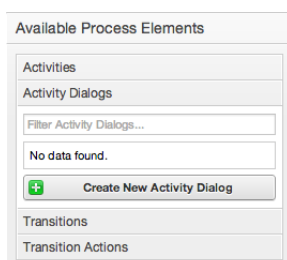 Available Process Elements
Activities
Activity Dialogs
Filter Activity Dialogs...
No data found.
Create New Activity Dialog
Transitions
Transition Actions